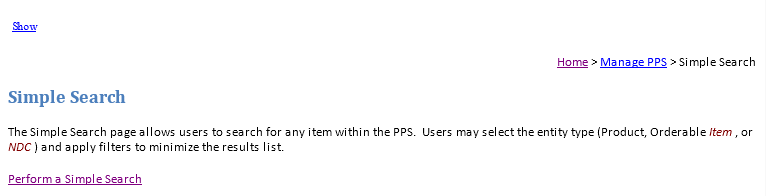 Show
Home > Manage PPS > Simple Search
Simple Search
The Simple Search page allows users to search for any item within the PPS.  Users may select the entity type (Product, Orderable Item , or
NDC ) and apply filters to minimize the results list.
Perform a Simple Search